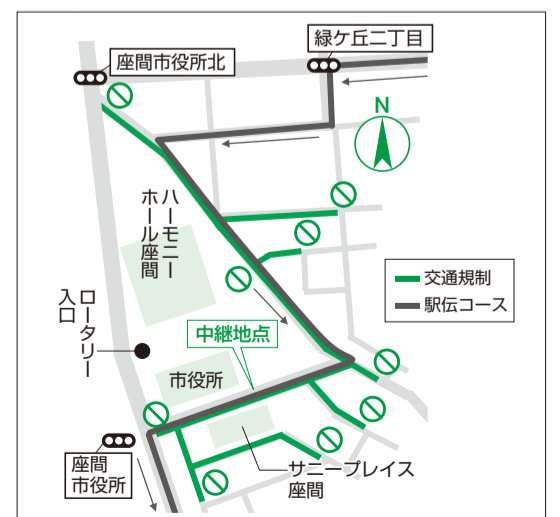 緑ケ丘二丁目
座間市役所北
N
ハーモニー
ホール座間
交通規制
駅伝コース
ロータリー
入口
中継地点
市役所
座間
市役所
サニープレイス
座間